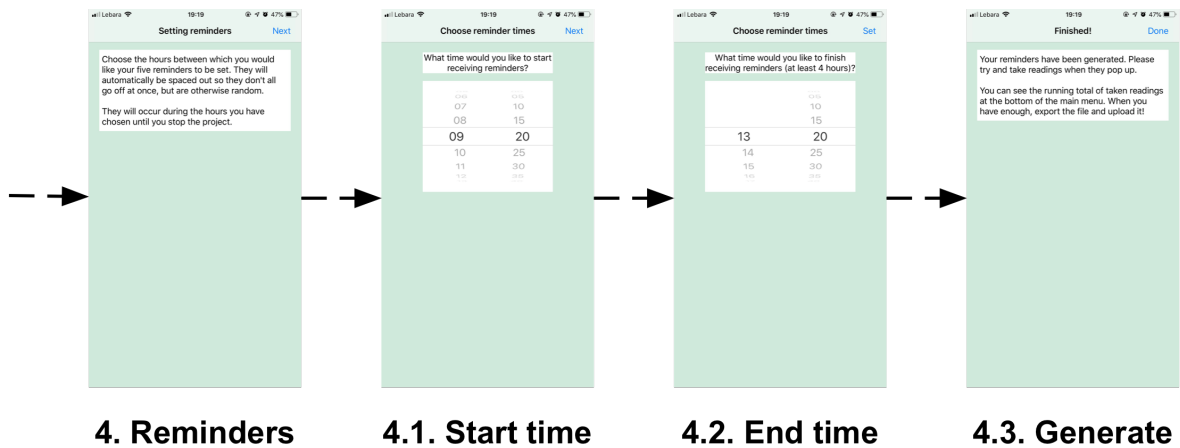 Lebara 19:19 47%
Setting reminders Next
Choose the hours between which you would
like your five reminders to be set. They will
automatically be spaced out so they don't all
go off at once, but are otherwise random.
They will occur during the hours you have
chosen until you stop the project.
4. Reminders
Lebara 19:19 47%
Choose reminder times Next
What time would you like to start
receiving reminders?
06 05
07 10
08 15
09 20
10 25
11 30
12 35
4.1. Start time
Lebara 19:19 47%
Choose reminder times Set
What time would you like to finish
receiving reminders (at least 4 hours)?
05
10
15
13 20
14 25
15 30
16 35
4.2. End time
Lebara 19:19 47%
Finished! Done
Your reminders have been generated. Please
try and take readings when they pop up.
You can see the running total of taken readings
at the bottom of the main menu. When you
have enough, export the file and upload it!
4.3. Generate